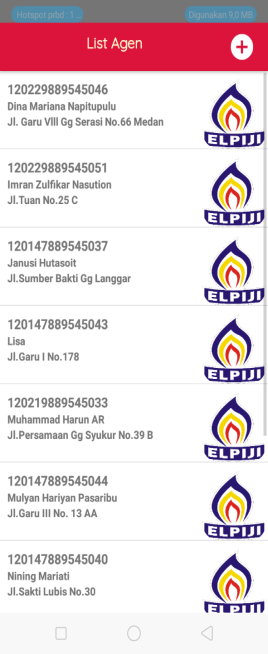 Hotspot prbd : 1 ...
Digunakan 9,0 MB
List Agen
120229889545046
Dina Mariana Napitupulu
Jl. Garu VIII Gg Serasi No.66 Medan
ELPIJI
120229889545051
Imran Zulfikar Nasution
Jl.Tuan No.25 C
ELPIJI
120147889545037
Janusi Hutasoit
Jl.Sumber Bakti Gg Langgar
ELPIJI
120147889545043
Lisa
Jl.Garu I No.178
ELPIJI
120219889545033
Muhammad Harun AR
Jl.Persamaan Gg Syukur No.39 B
ELPIJI
120147889545044
Mulyan Hariyan Pasaribu
Jl.Garu III No. 13 AA
ELPIJI
120147889545040
Nining Mariati
Jl.Sakti Lubis No.30
ELPIJI